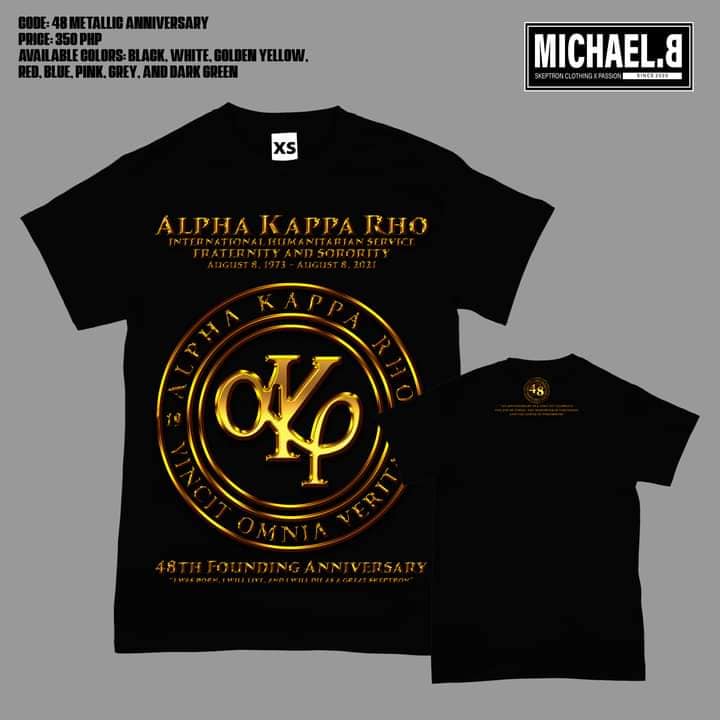 CODE: 48 METALLIC ANNIVERSARY
PRICE: 350 PHP
AVAILABLE COLORS: BLACK, WHITE, GOLDEN YELLOW,
RED, BLUE, PINK, GREY, AND DARK GREEN
MICHAEL.B
SKEPTRON CLOTHING X PASSION
SINCE 2020
XS
ALPHA KAPPA RHO
INTERNATIONAL HUMANITARIAN SERVICE
FRATERNITY AND SORORITY
AUGUST 8, 1973 - AUGUST 8, 2021
ALPHA KAPPA RHO
19
VINCIT OMNIA VERITA
αKρ
48TH FOUNDING ANNIVERSARY
"I WAS BORN, I WILL LIVE, AND I WILL DIE AS A GREAT SKEPTRON"
48